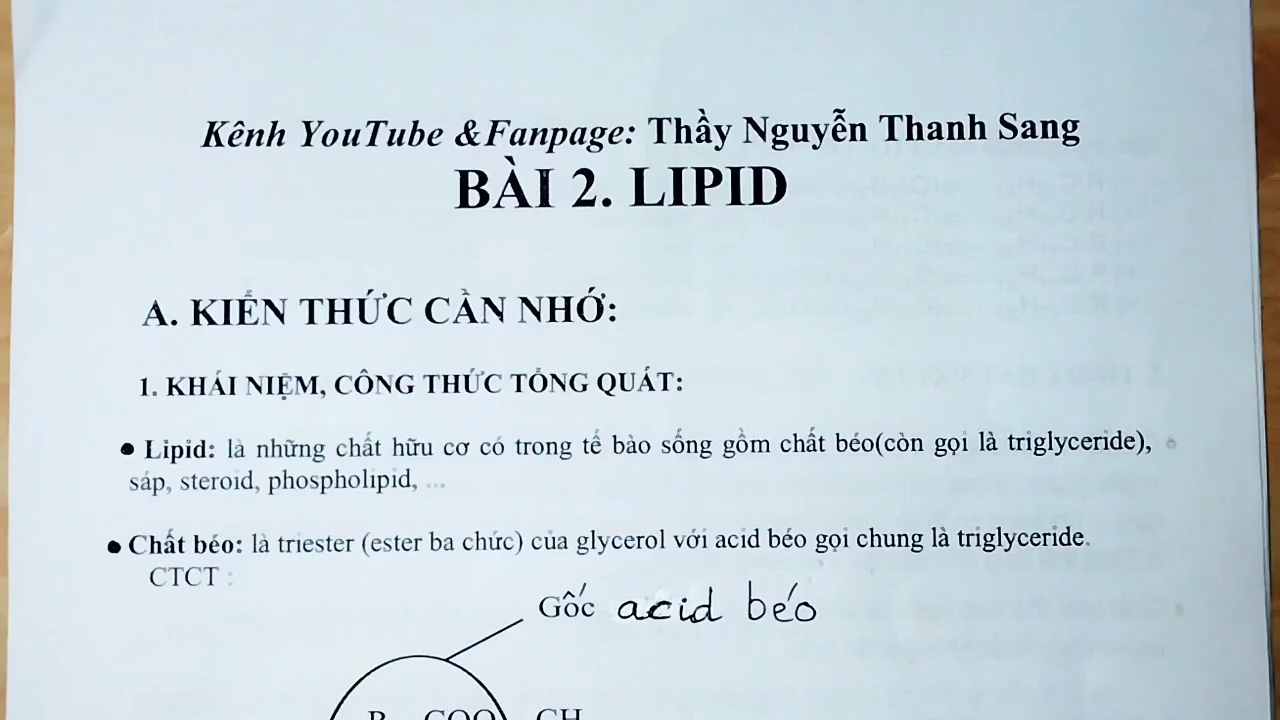 Kênh YouTube &Fanpage: Thầy Nguyễn Thanh Sang
BÀI 2. LIPID
A. KIẾN THỨC CẦN NHỚ:
1. KHÁI NIỆM, CÔNG THỨC TỔNG QUÁT:
• Lipid: là những chất hữu cơ có trong tế bào sống gồm chất béo(còn gọi là triglyceride),
sáp, steroid, phospholipid, ...
• Chất béo: là triester (ester ba chức) của glycerol với acid béo gọi chung là triglyceride.
CTCT :
Gốc acid béo